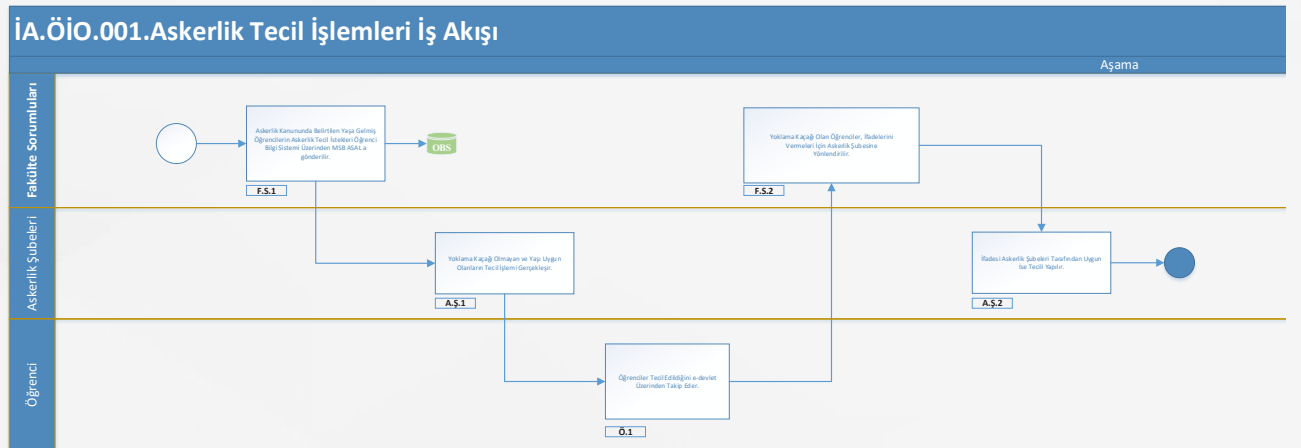 İA.ÖİO.001.Askerlik Tecil İşlemleri İş Akışı
Aşama
Fakülte Sorumluları
Askerlik Kanununda Belirtilen Yaşa Gelmiş
Öğrencilerin Askerlik Tecil İstekleri Öğrenci
Bilgi Sistemi Üzerinden MSB ASAL a
gönderilir.
F.S.1
OBS
Yoklama Kaçağı Olan Öğrenciler, İfadelerini
Vermeleri İçin Askerlik Şubesine
Yönlendirilir.
F.S.2
Askerlik Şubeleri
Yoklama Kaçağı Olmayan ve Yaşı Uygun
Olanların Tecil İşlemi Gerçekleşir.
A.Ş.1
İfadesi Askerlik Şubeleri Tarafından Uygun
İse Tecili Yapılır.
A.Ş.2
Öğrenci
Öğrenciler Tecil Edildiğini e-devlet
Üzerinden Takip Eder.
Ö.1